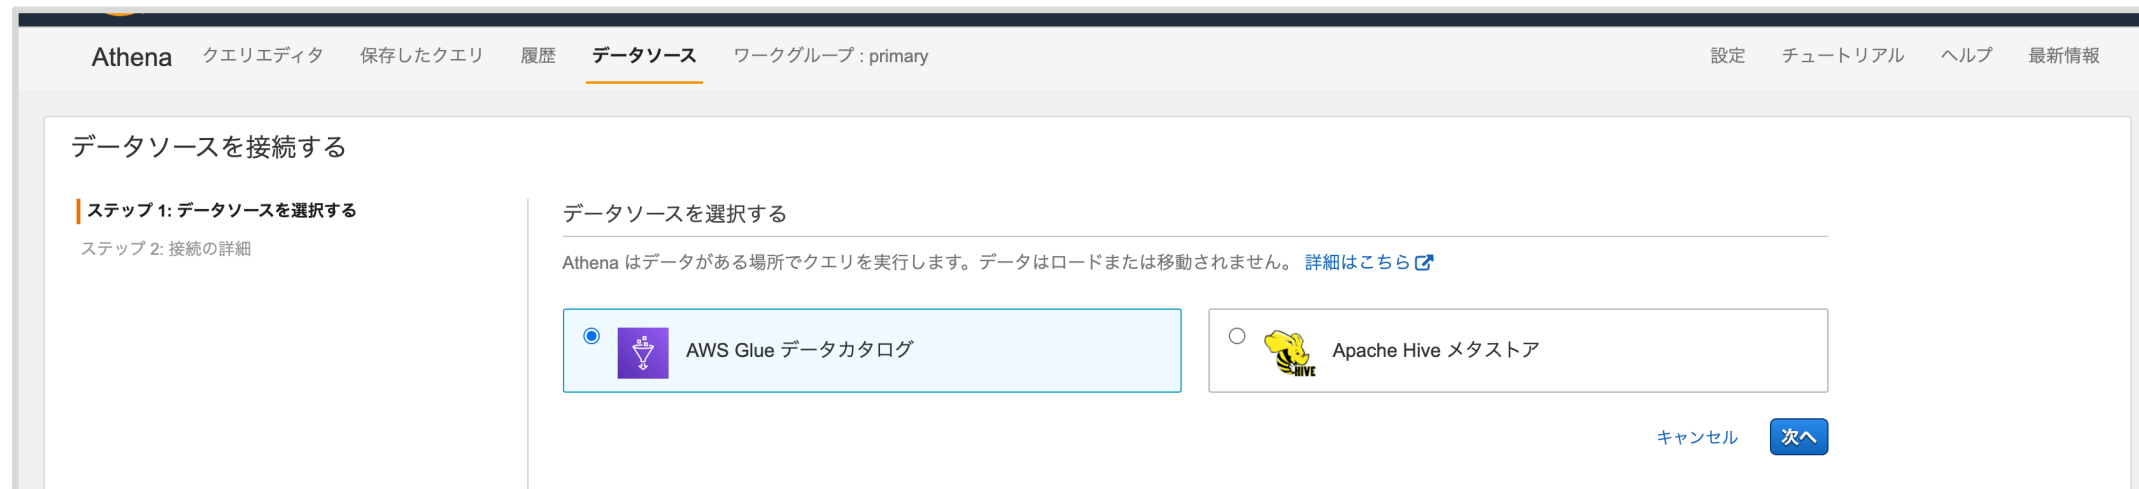 Athena クエリエディタ 保存したクエリ 履歴 データソース ワークグループ : primary 設定 チュートリアル ヘルプ 最新情報
データソースを接続する
ステップ 1: データソースを選択する
ステップ 2: 接続の詳細
データソースを選択する
Athena はデータがある場所でクエリを実行します。データはロードまたは移動されません。 詳細はこちら
AWS Glue データカタログ
HIVE
Apache Hive メタストア
キャンセル 次へ